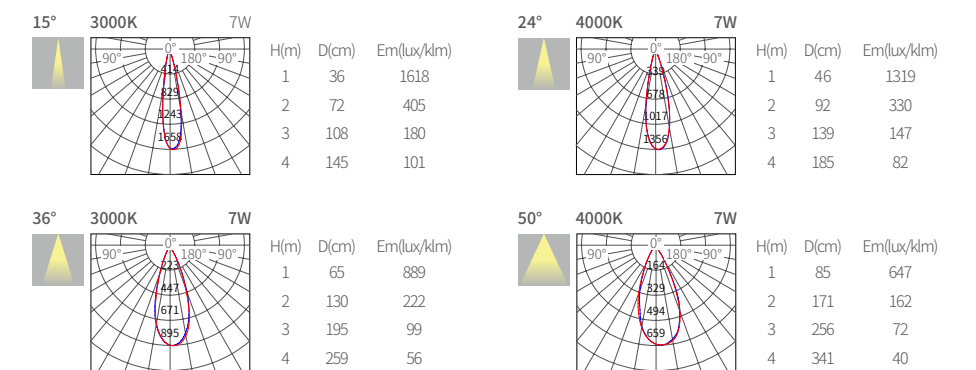 15° 3000K 7W
0°
90° 180° 90°
414
829
1243
1658
H(m) D(cm) Em(lux/klm)
1 36 1618
2 72 405
3 108 180
4 145 101
24° 4000K 7W
0°
90° 180° 90°
339
678
1017
1356
H(m) D(cm) Em(lux/klm)
1 46 1319
2 92 330
3 139 147
4 185 82
36° 3000K 7W
0°
90° 180° 90°
223
447
671
895
H(m) D(cm) Em(lux/klm)
1 65 889
2 130 222
3 195 99
4 259 56
50° 4000K 7W
0°
90° 180° 90°
164
329
494
659
H(m) D(cm) Em(lux/klm)
1 85 647
2 171 162
3 256 72
4 341 40